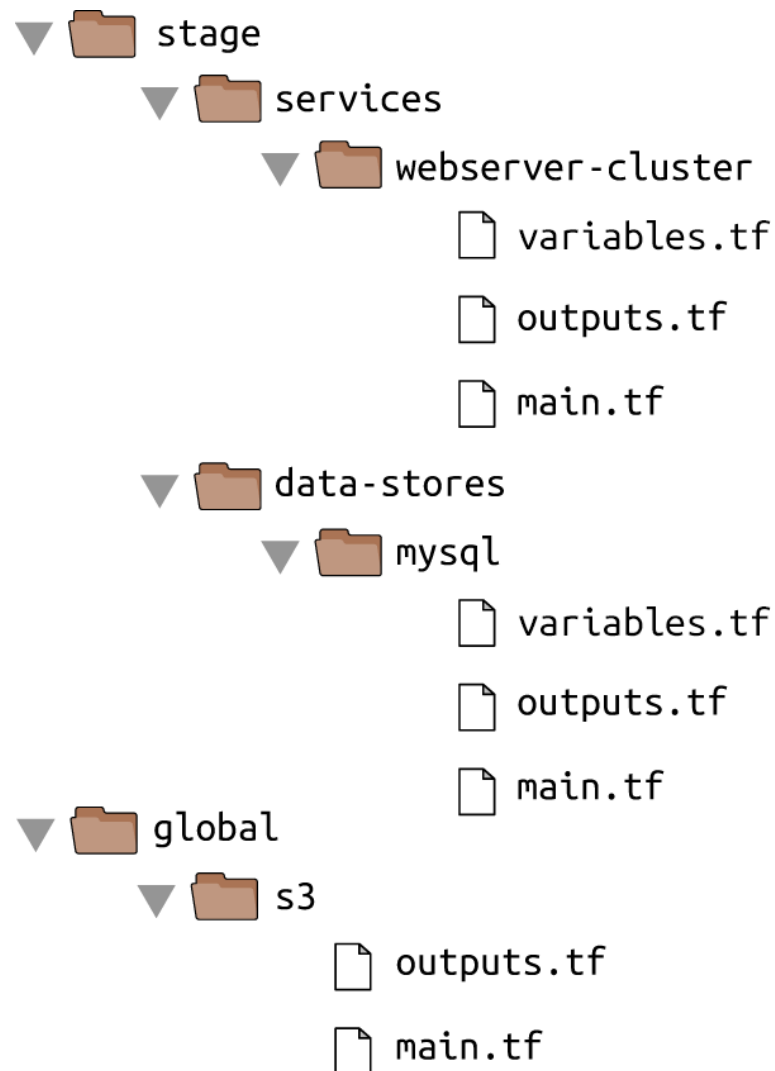 stage
services
webserver-cluster
variables.tf
outputs.tf
main.tf
data-stores
mysql
variables.tf
outputs.tf
main.tf
global
s3
outputs.tf
main.tf